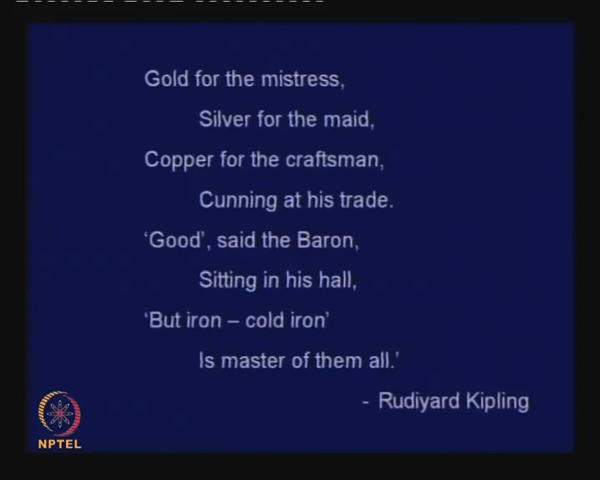 Gold for the mistress,
Silver for the maid,
Copper for the craftsman,
Cunning at his trade.
‘Good’, said the Baron,
Sitting in his hall,
‘But iron – cold iron’
Is master of them all.’
- Rudiyard Kipling
NPTEL